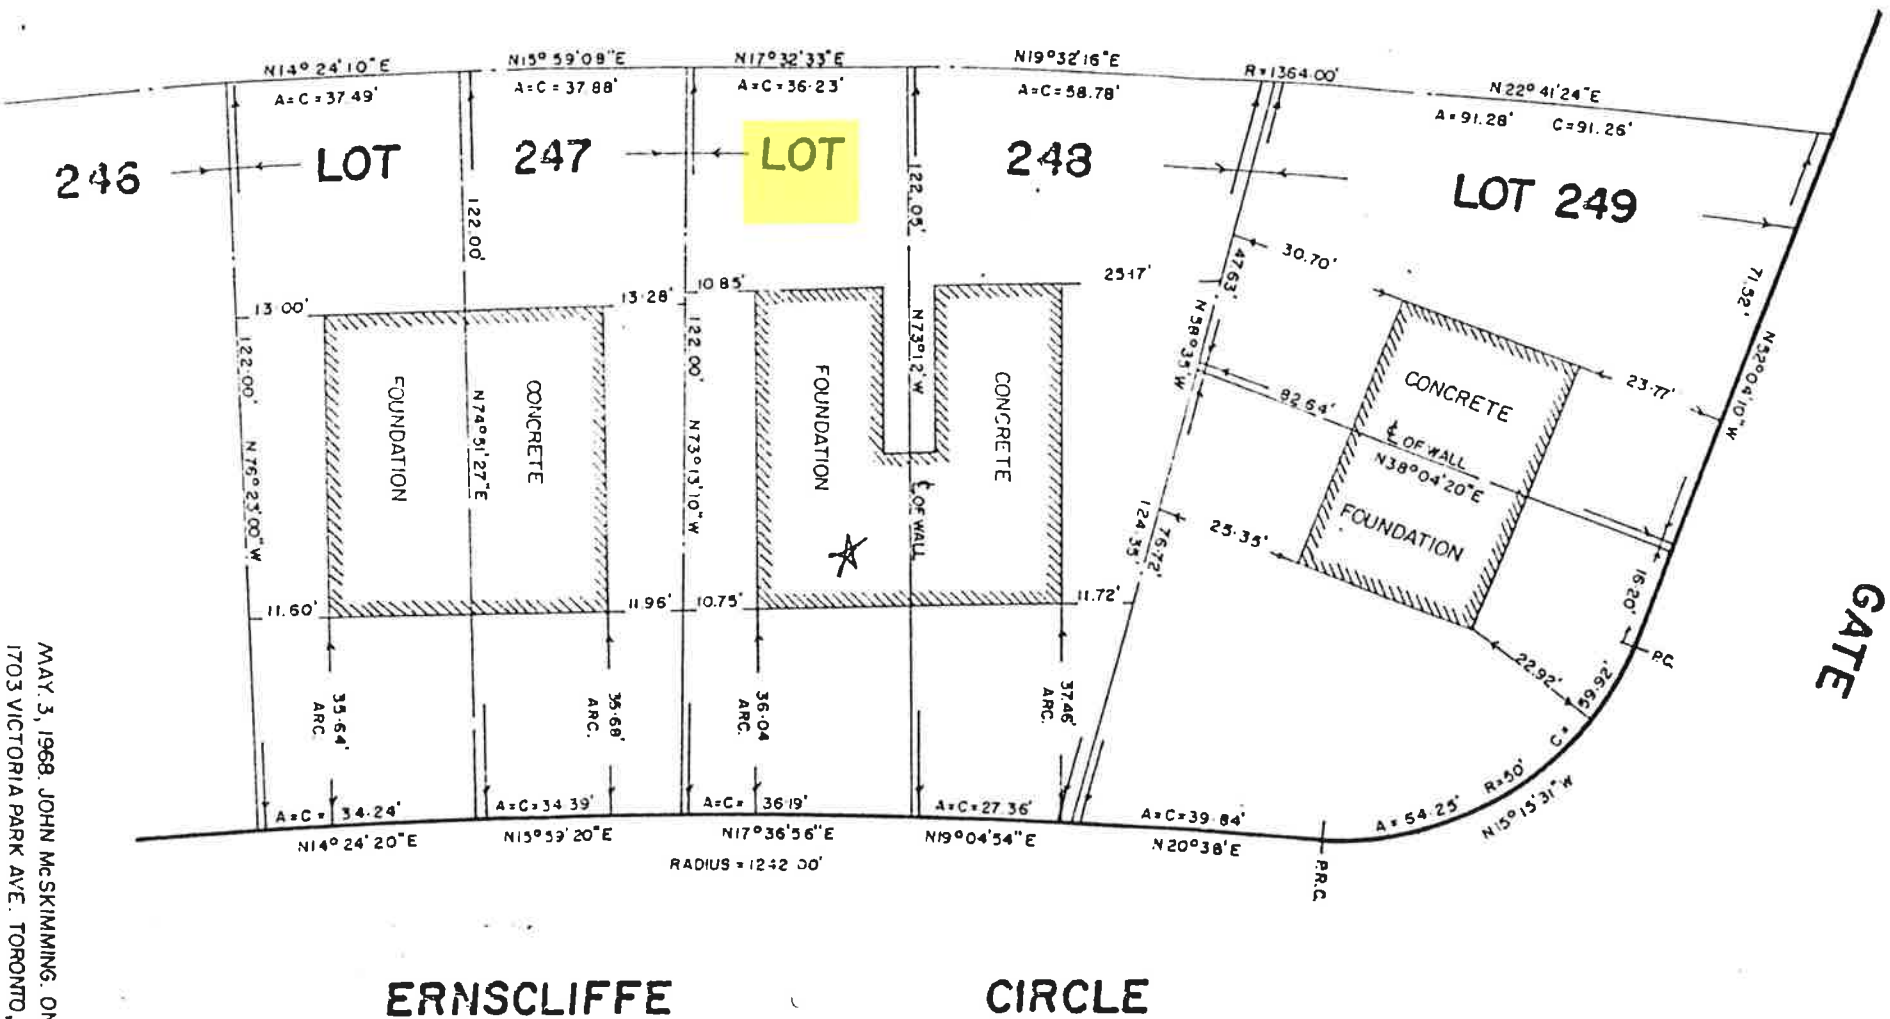 N14°24'10"E
N15°59'08"E
N17°32'33"E
N19°32'16"E
R=1364.00'
N22°41'24"E
A=C=37.49'
A=C=37.88'
A=C=36.23'
A=C=58.78'
A=91.28' C=91.26'
246
LOT 247
LOT 248
LOT 249
122.00'
122.05'
13.00'
13.28'
10.85'
25.17'
47.63'
30.70'
71.52'
122.00'
122.00'
N73°12'W
N58°35'W
N52°04'10"W
FOUNDATION
CONCRETE
FOUNDATION
CONCRETE
CONCRETE
23.77'
82.64'
℄ OF WALL
N38°04'20"E
FOUNDATION
N76°23'00"W
N74°51'27"E
N73°13'10"W
℄ OF WALL
124.35'
76.72'
25.35'
16.20'
11.60'
11.96'
10.75'
11.72'
GATE
P.C.
22.92'
35.64'
ARC.
35.68'
ARC.
36.04
ARC.
37.46'
ARC.
C=59.92'
R=50'
A=C=34.24'
A=C=34.39'
A=C=36.19'
A=C=27.36'
A=C=39.84'
A=54.25'
N15°15'31"W
N14°24'20"E
N15°59'20"E
N17°36'56"E
N19°04'54"E
N20°38'E
RADIUS=1242.00'
P.R.C.
MAY. 3, 1968. JOHN McSKIMMING.
1703 VICTORIA PARK AVE. TORONTO,
ERNSCLIFFE CIRCLE